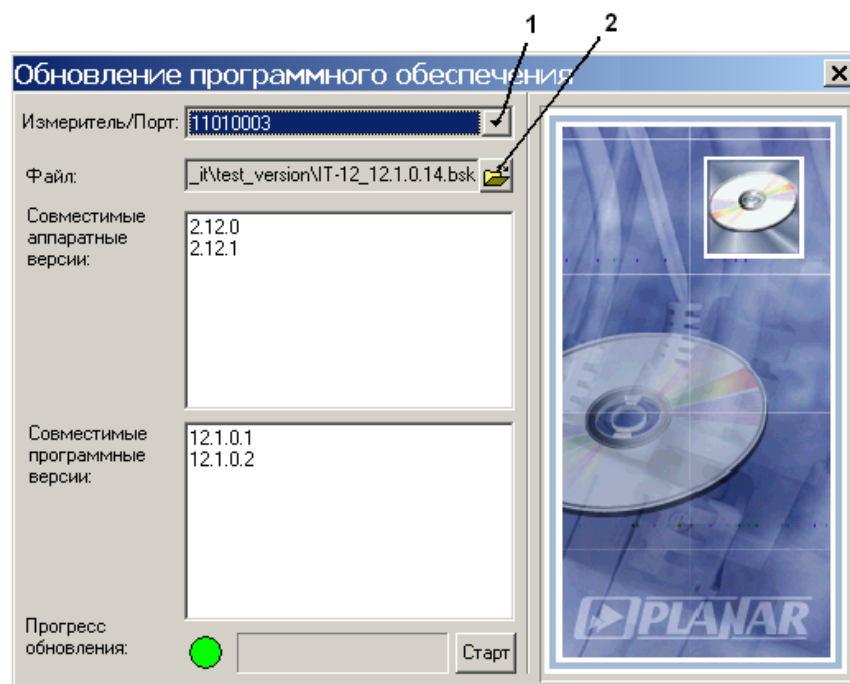 1 2
Обновление программного обеспечения
Измеритель/Порт: 11010003
Файл: _it\test_version\IT-12_12.1.0.14.bsk
Совместимые
аппаратные
версии:
2.12.0
2.12.1
Совместимые
программные
версии:
12.1.0.1
12.1.0.2
Прогресс
обновления:
Старт
PLANAR